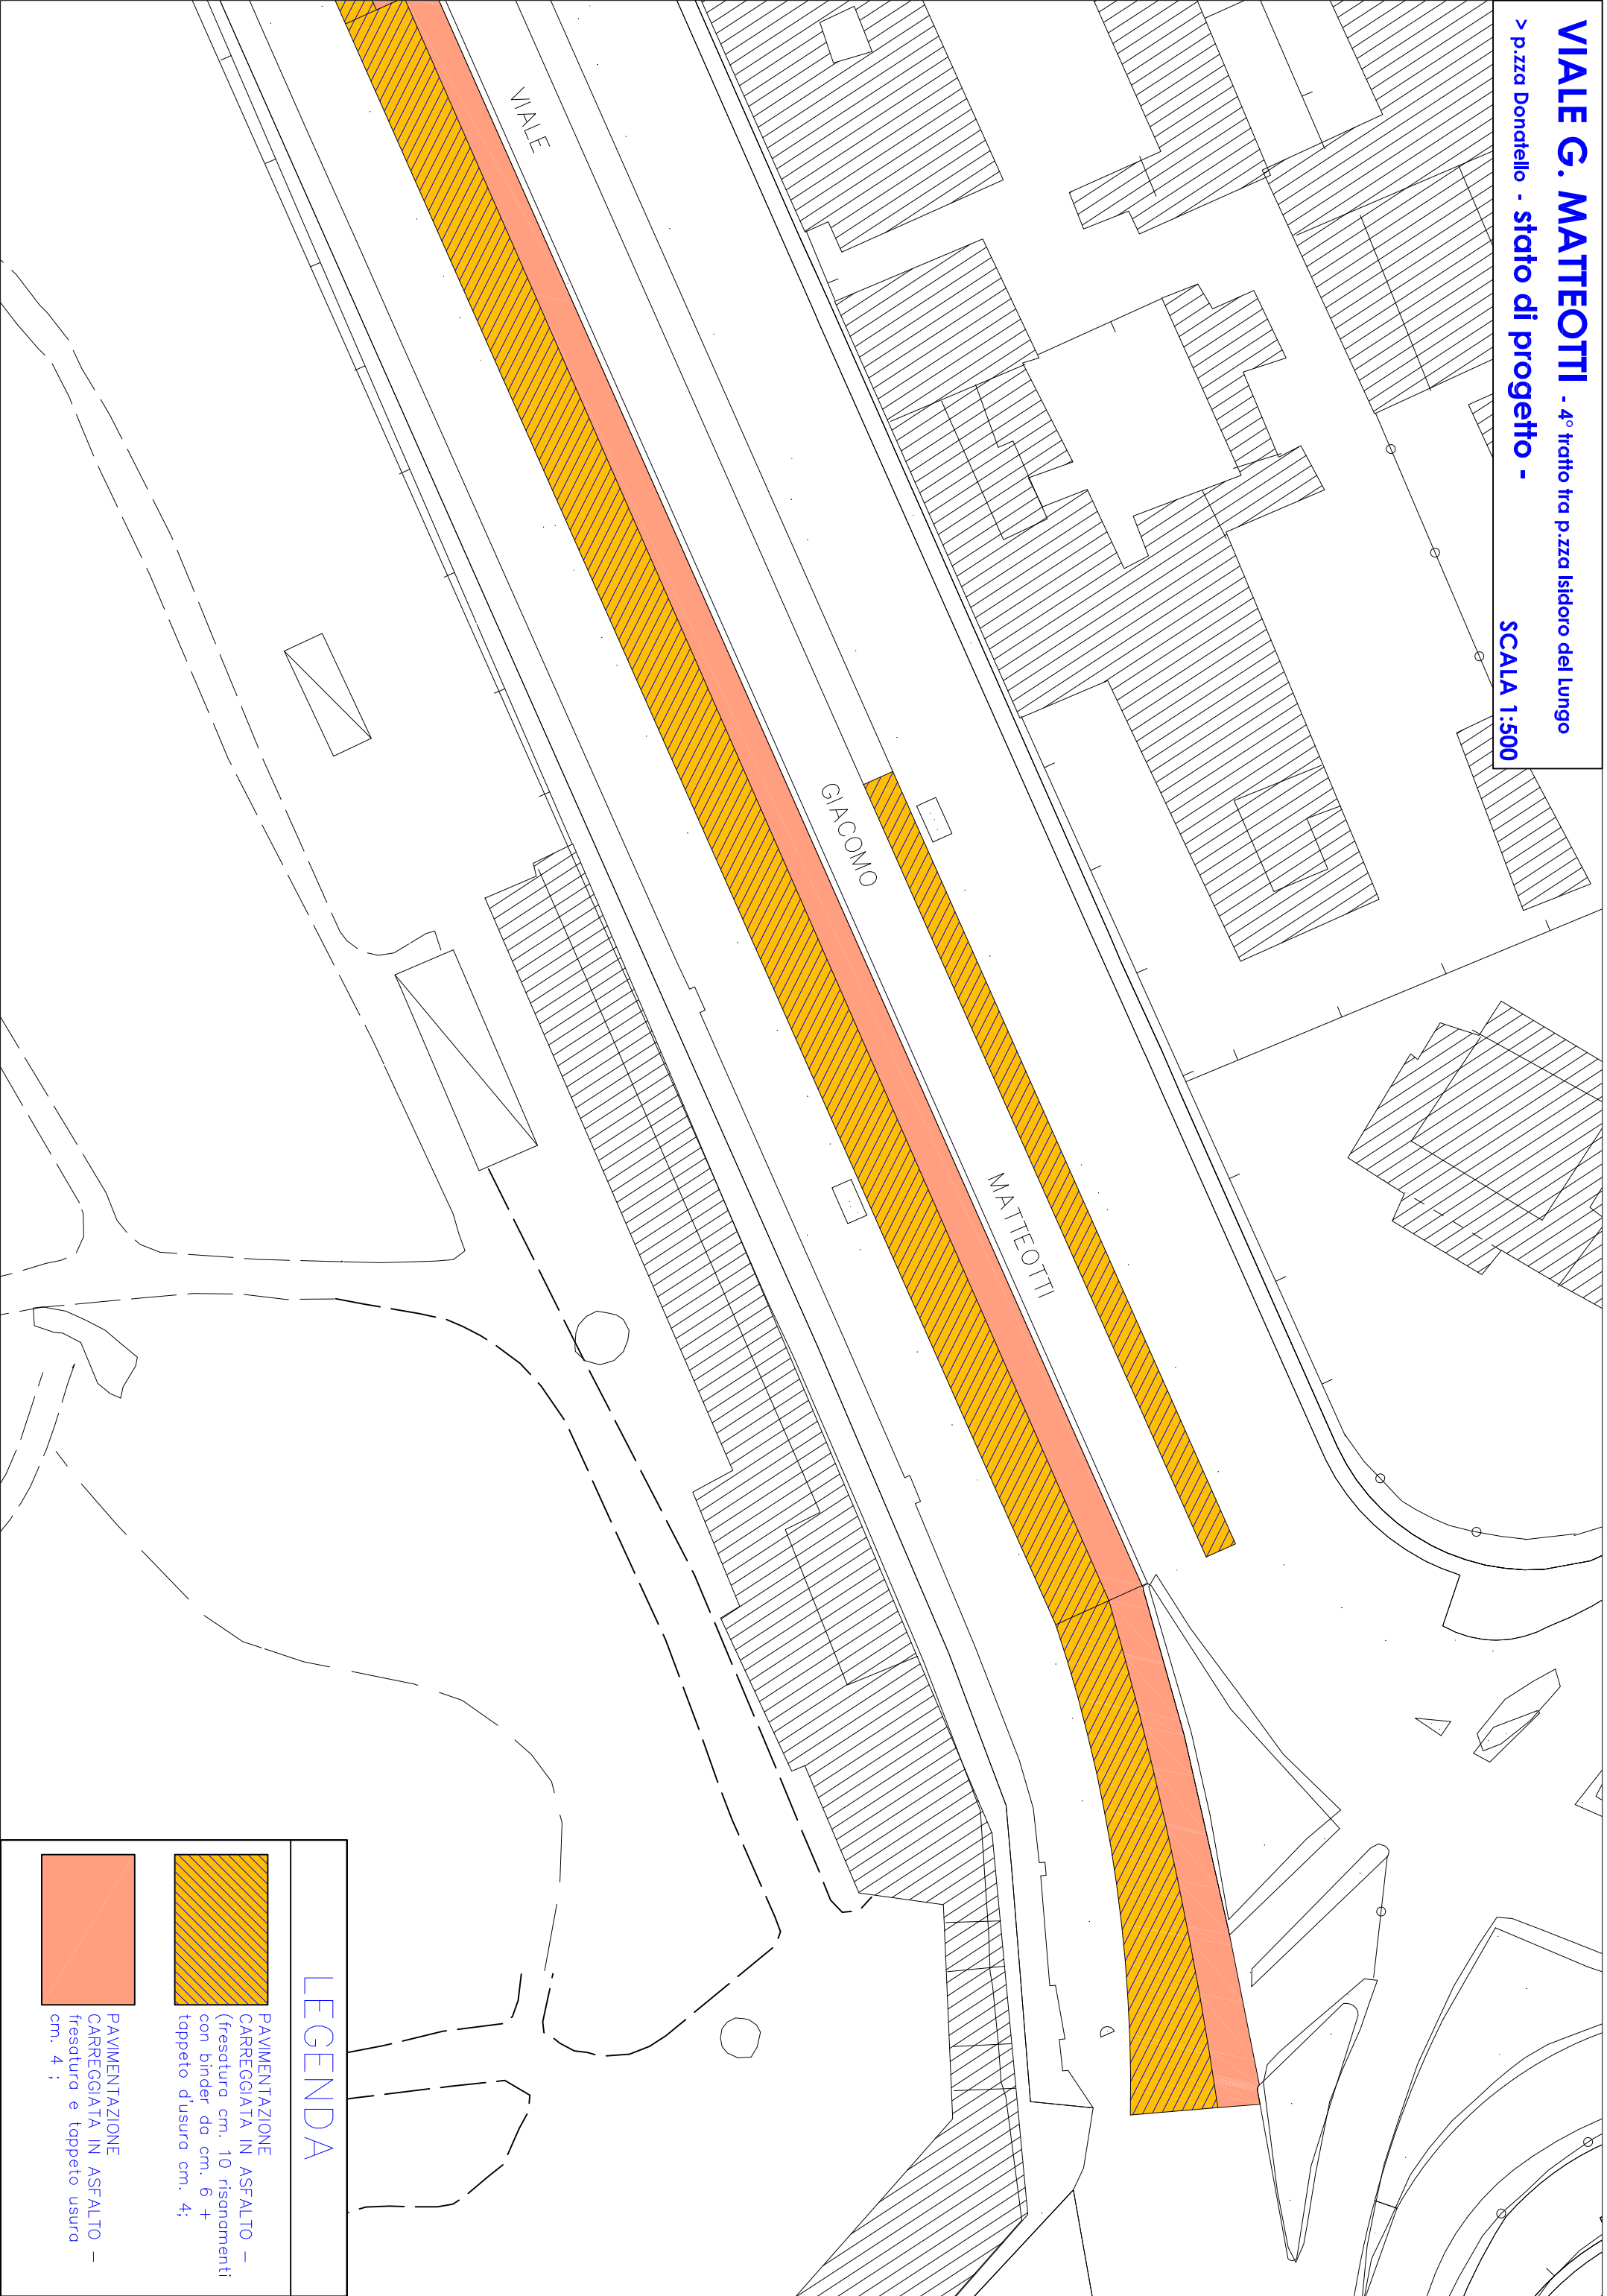 VIALE G. MATTEOTTI - 4° tratto tra p.zza Isidoro del Lungo
> p.zza Donatello - stato di progetto -
SCALA 1:500
VIALE
GIACOMO
MATTEOTTI
LEGENDA
PAVIMENTAZIONE
CARREGGIATA IN ASFALTO –
(fresatura cm. 10 risanamenti
con binder da cm. 6 +
tappeto d'usura cm. 4;
PAVIMENTAZIONE
CARREGGIATA IN ASFALTO –
fresatura e tappeto usura
cm. 4 ;